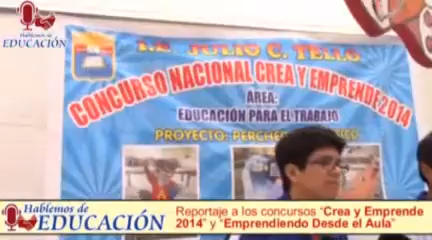 Hablemos de
EDUCACIÓN
I.E. JULIO C. TELLO
CONCURSO NACIONAL CREA Y EMPRENDE 2014
AREA:
EDUCACIÓN PARA EL TRABAJO
PROYECTO:
Hablemos de
EDUCACIÓN
Reportaje a los concursos "Crea y Emprende
2014" y "Emprendiendo Desde el Aula"